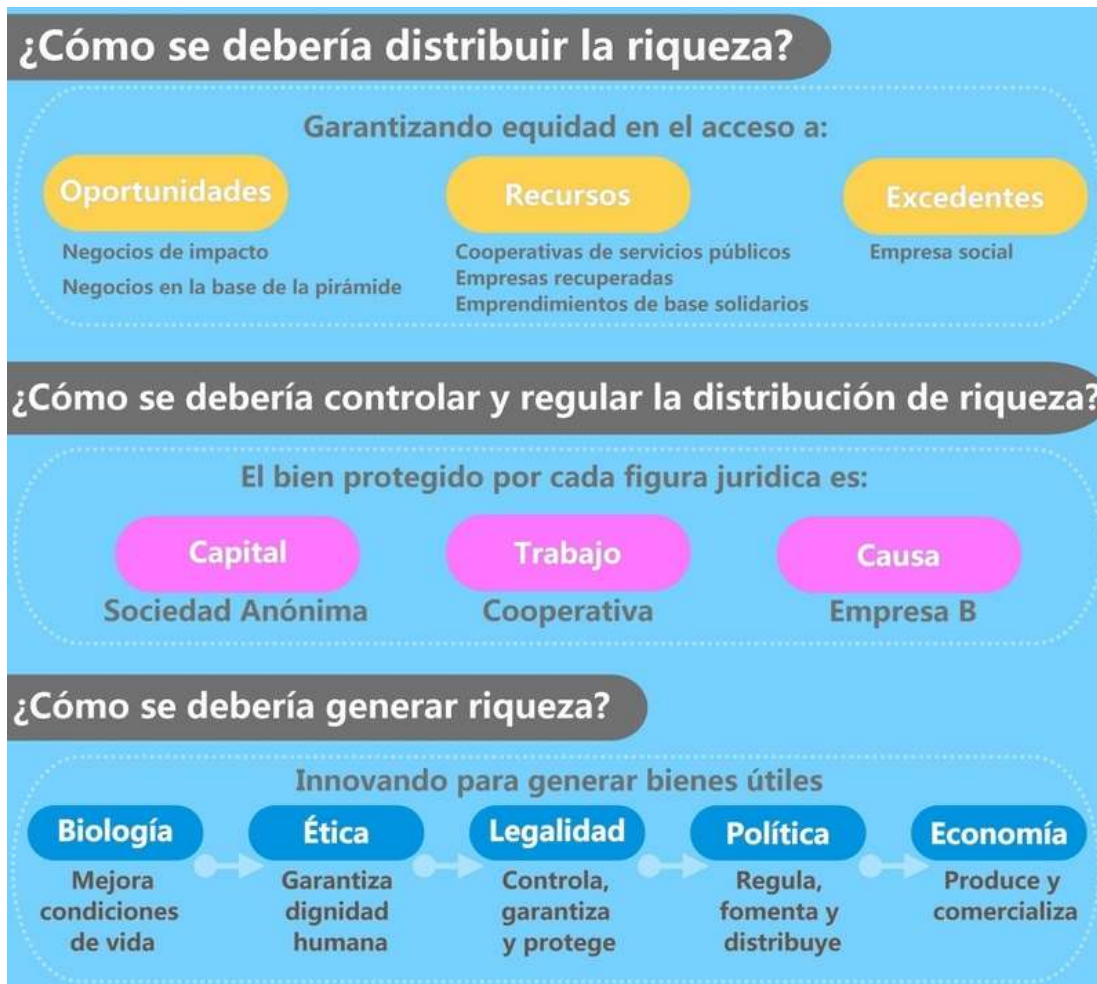 ¿Cómo se debería distribuir la riqueza?
Garantizando equidad en el acceso a:
Oportunidades
Negocios de impacto
Negocios en la base de la pirámide
Recursos
Cooperativas de servicios públicos
Empresas recuperadas
Emprendimientos de base solidarios
Excedentes
Empresa social
¿Cómo se debería controlar y regular la distribución de riqueza?
El bien protegido por cada figura juridica es:
Capital
Sociedad Anónima
Trabajo
Cooperativa
Causa
Empresa B
¿Cómo se debería generar riqueza?
Innovando para generar bienes útiles
Biología
Mejora
condiciones
de vida
Ética
Garantiza
dignidad
humana
Legalidad
Controla,
garantiza
y protege
Política
Regula,
fomenta y
distribuye
Economía
Produce y
comercializa